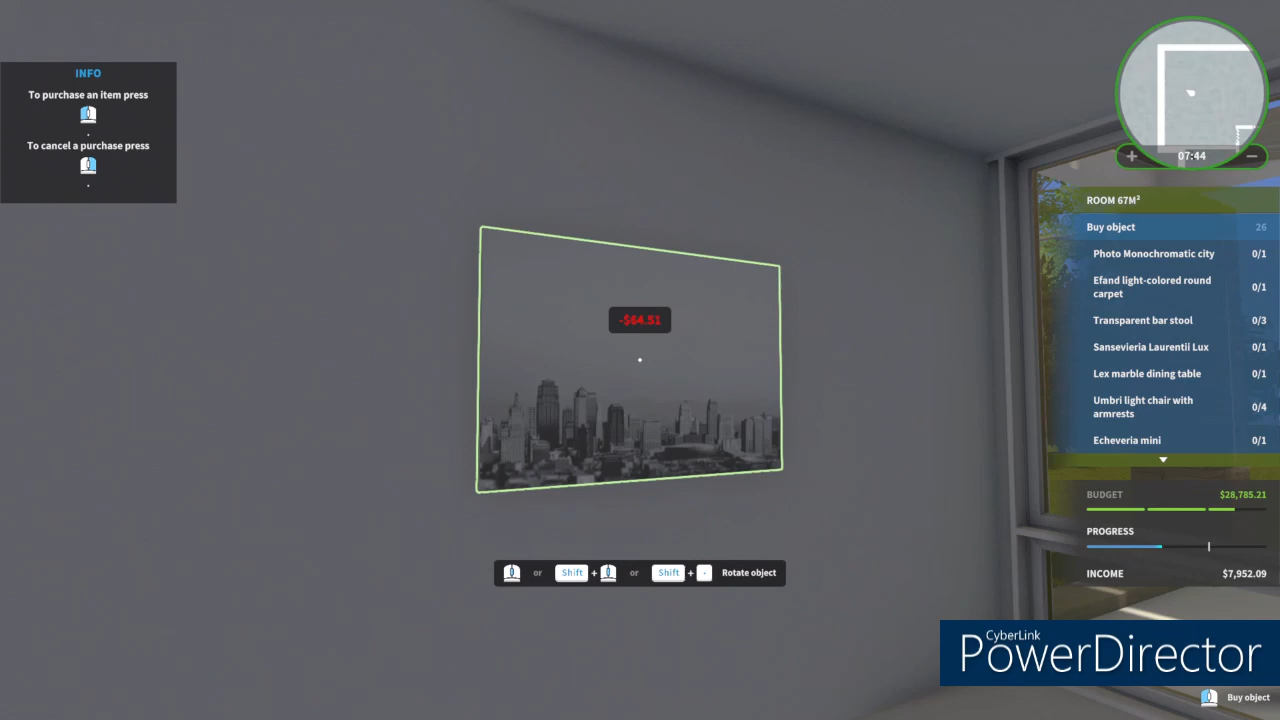 INFO
To purchase an item press
.
To cancel a purchase press
.
-$64.51
or Shift + or Shift + . Rotate object
+ 07:44 −
ROOM 67M²
Buy object 26
Photo Monochromatic city 0/1
Efand light-colored round
carpet 0/1
Transparent bar stool 0/3
Sansevieria Laurentii Lux 0/1
Lex marble dining table 0/1
Umbri light chair with
armrests 0/4
Echeveria mini 0/1
BUDGET $28,785.21
PROGRESS
INCOME $7,952.09
CyberLink
PowerDirector
Buy object